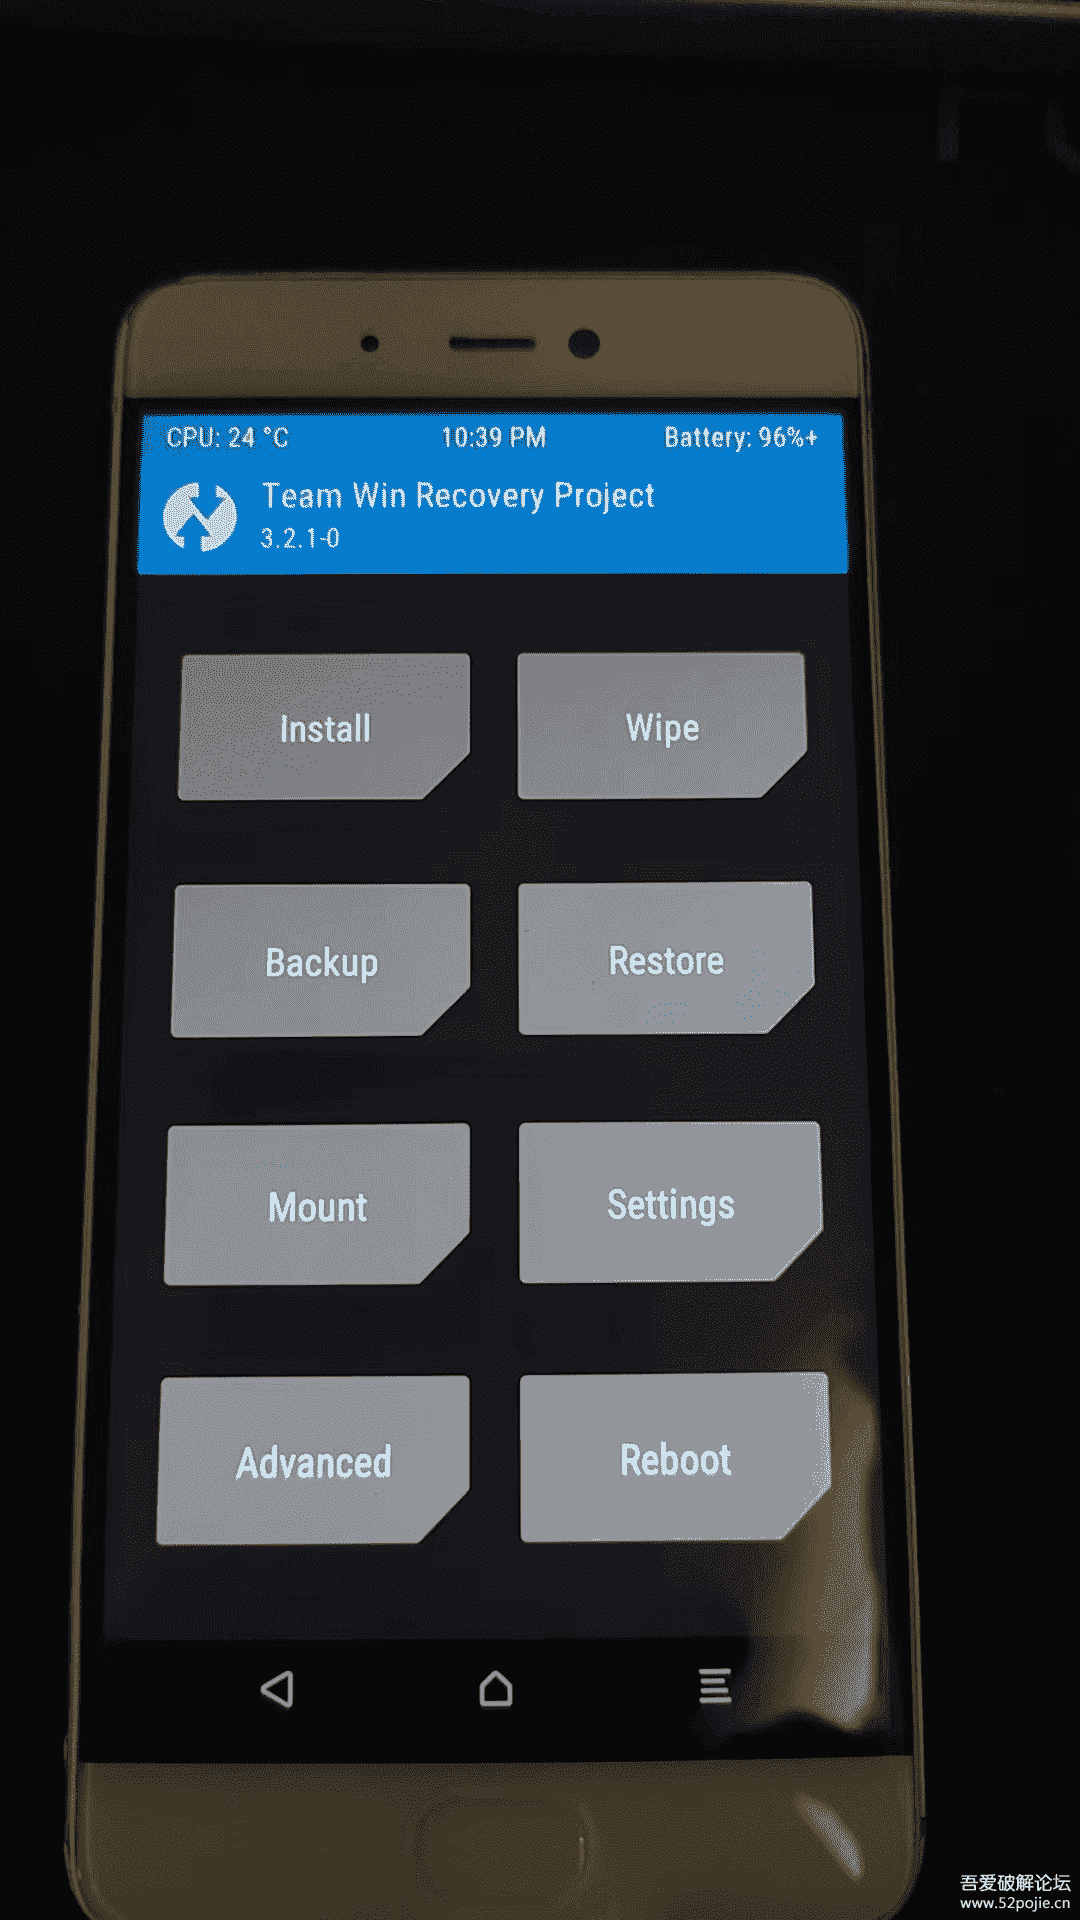 CPU: 24 °C 10:39 PM Battery: 96%+
Team Win Recovery Project
3.2.1-0
Install Wipe
Backup Restore
Mount Settings
Advanced Reboot
吾爱破解论坛
www.52pojie.cn